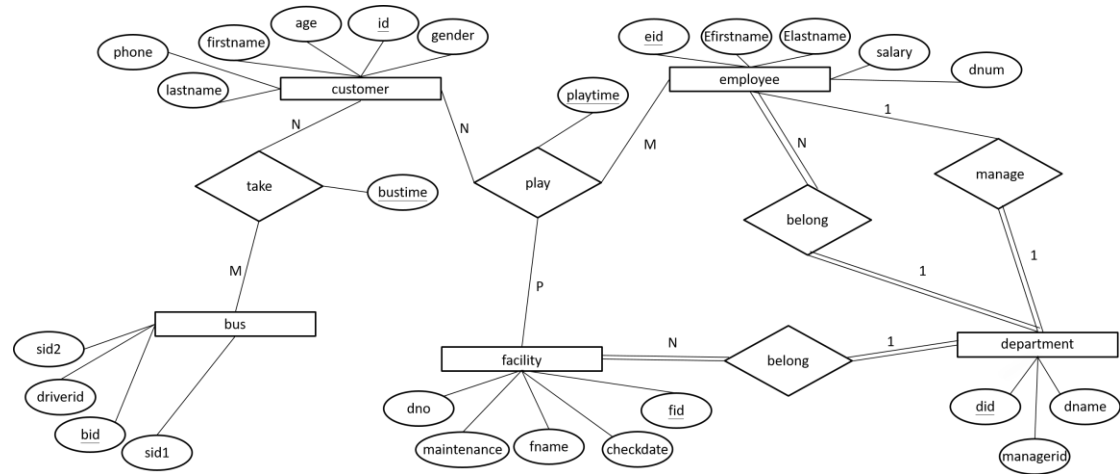 age
id
firstname
gender
phone
lastname
customer
eid
Efirstname
Elastname
salary
dnum
employee
playtime
N
N
M
N
1
take
bustime
play
manage
belong
M
P
1
1
bus
sid2
driverid
bid
sid1
facility
N
belong
1
department
dno
maintenance
fname
checkdate
fid
did
dname
managerid